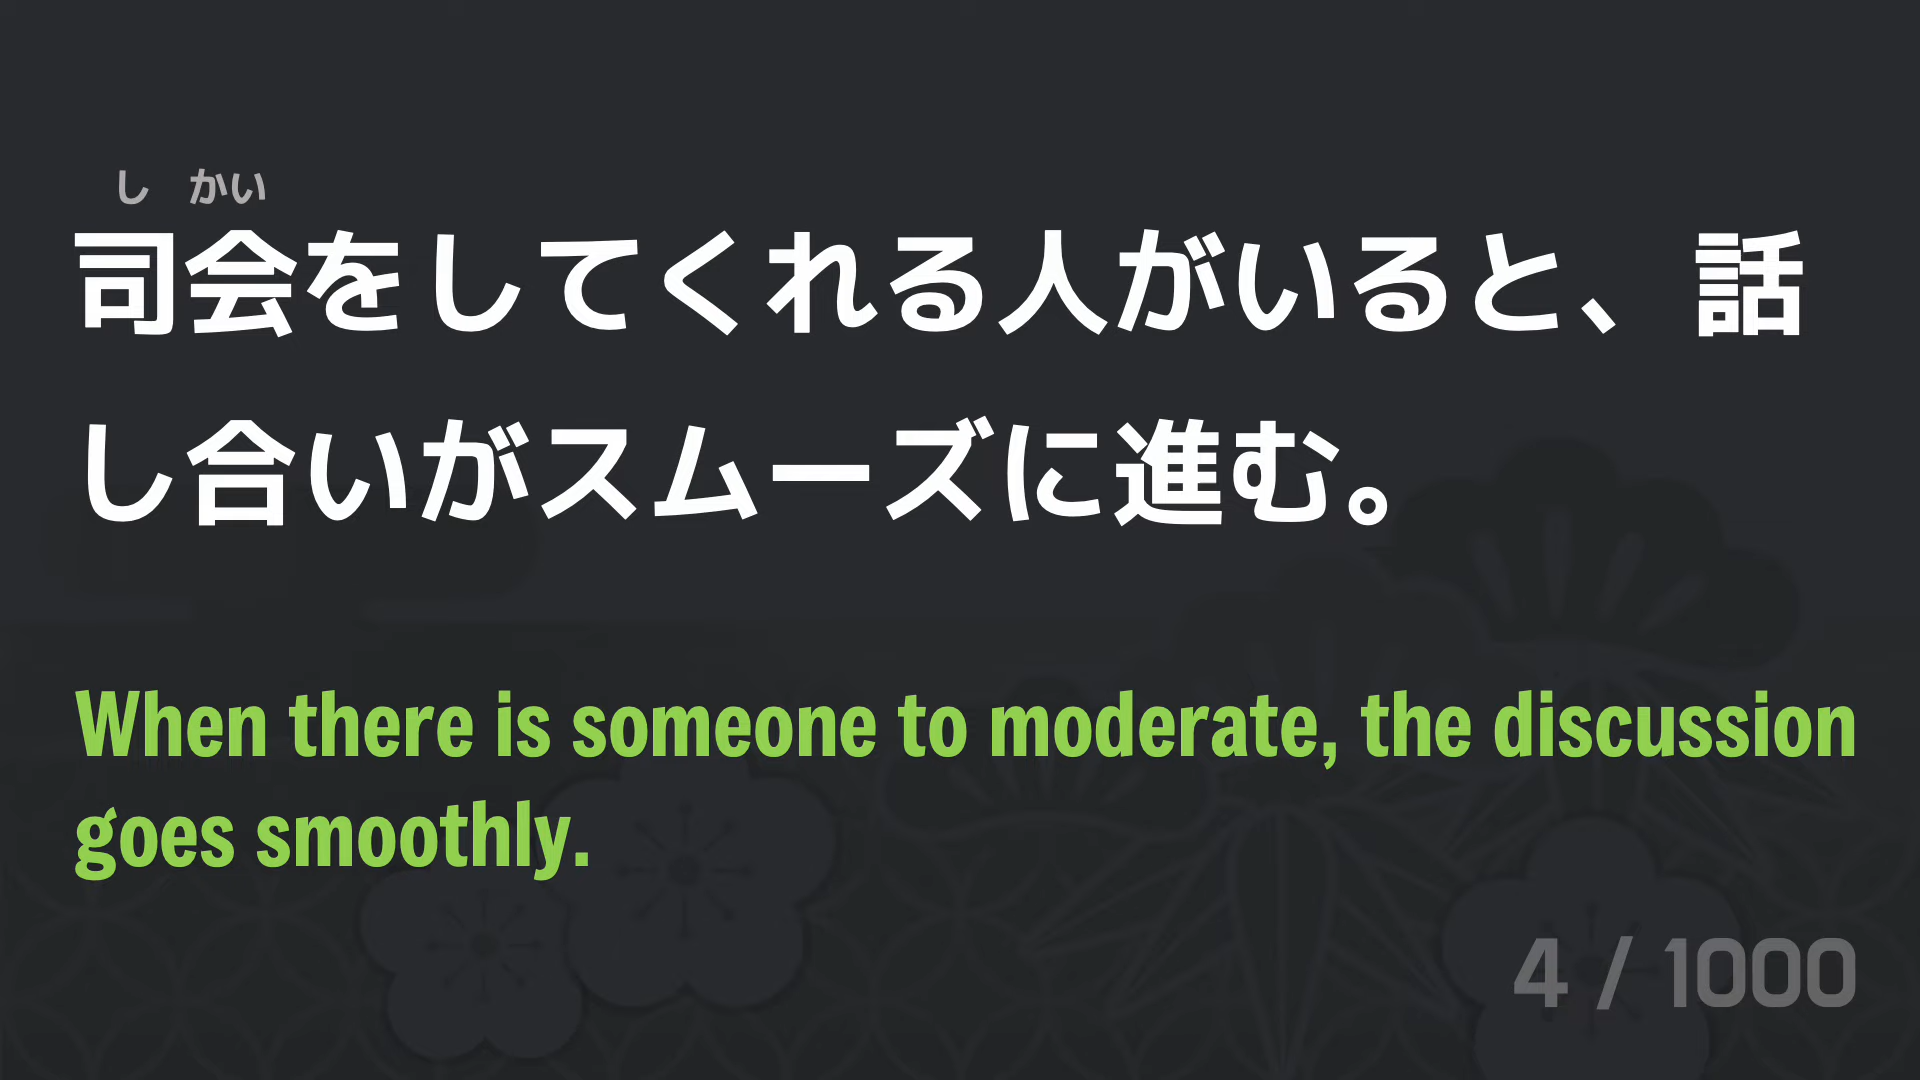 し かい
司会をしてくれる人がいると、話
し合いがスムーズに進む。
When there is someone to moderate, the discussion
goes smoothly.
4 / 1000